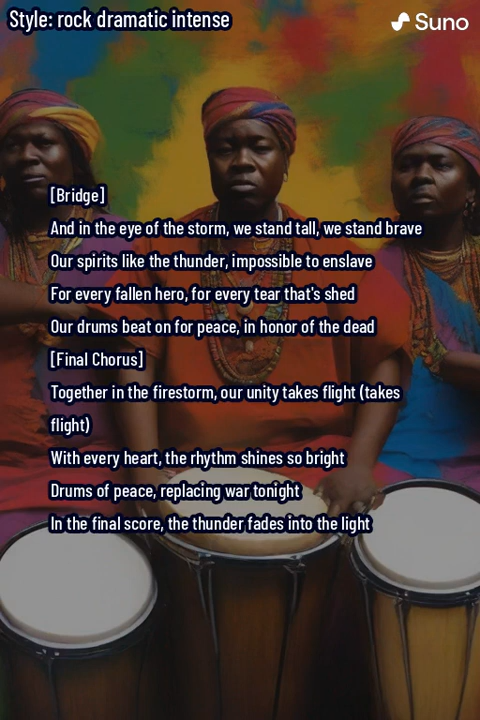 Style: rock dramatic intense
Suno
[Bridge]
And in the eye of the storm, we stand tall, we stand brave
Our spirits like the thunder, impossible to enslave
For every fallen hero, for every tear that's shed
Our drums beat on for peace, in honor of the dead
[Final Chorus]
Together in the firestorm, our unity takes flight (takes
flight)
With every heart, the rhythm shines so bright
Drums of peace, replacing war tonight
In the final score, the thunder fades into the light